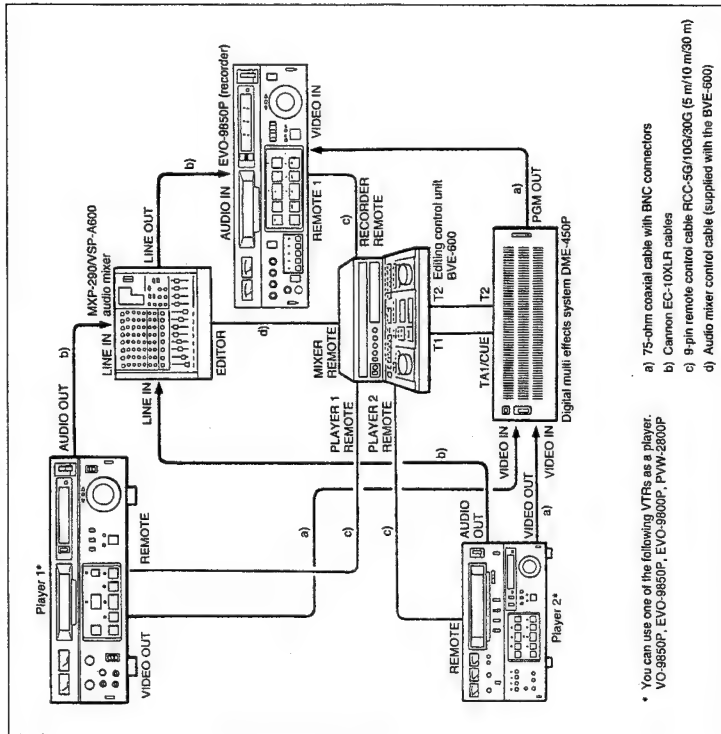 Player 1*
VIDEO OUT
REMOTE
AUDIO OUT
b)
MXP-290/VSP-A600
audio mixer
LINE IN
LINE IN
LINE OUT
EDITOR
b)
AUDIO IN
EVO-9850P (recorder)
VIDEO IN
REMOTE 1
d)
c)
MIXER
REMOTE
RECORDER
REMOTE
PLAYER 1
REMOTE
PLAYER 2
REMOTE
Editing control unit
BVE-600
T1
T2
c)
a)
c)
b)
TA1/CUE
T2
PGM OUT
a)
VIDEO IN
VIDEO IN
Digital multi effects system DME-450P
REMOTE
AUDIO
OUT
VIDEO OUT
a)
Player 2*
* You can use one of the following VTRs as a player.
VO-9850P, EVO-9850P, EVO-9800P, PVW-2800P
a) 75-ohm coaxial cable with BNC connectors
b) Cannon EC-10XLR cables
c) 9-pin remote control cable RCC-5G/10G/30G (5 m/10 m/30 m)
d) Audio mixer control cable (supplied with the BVE-600)